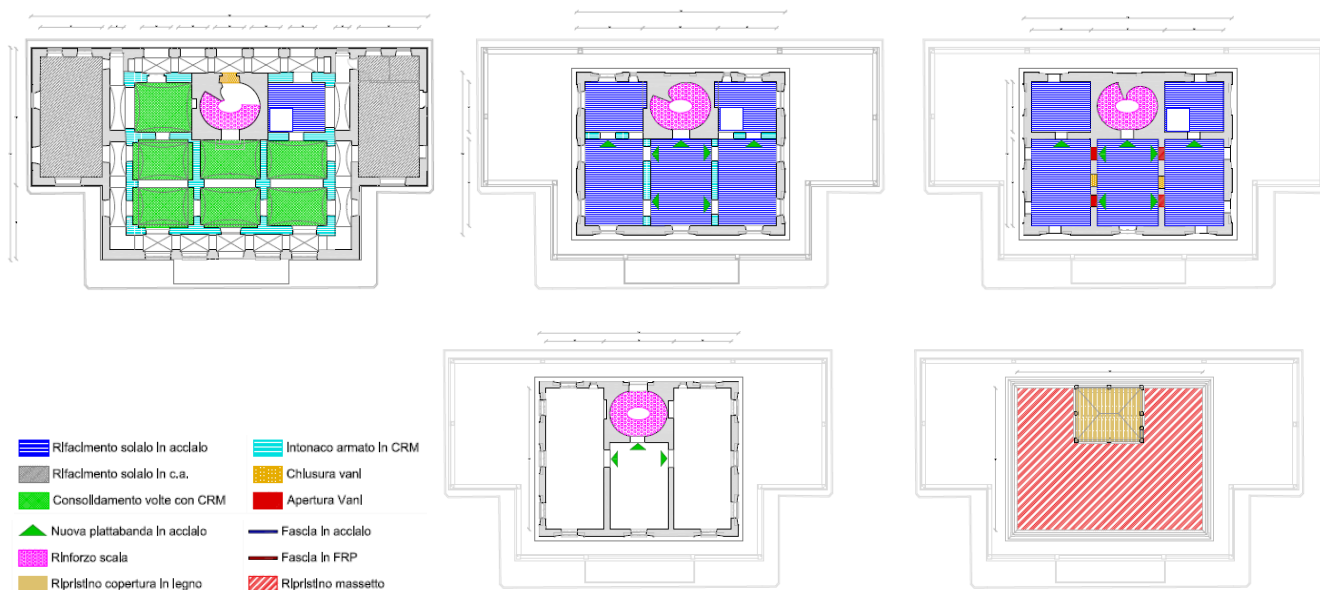 Rifacimento solaio in acciaio
Intonaco armato in CRM
Rifacimento solaio in c.a.
Chiusura vani
Consolidamento volte con CRM
Apertura Vani
Nuova piattabanda in acciaio
Fascia in acciaio
Rinforzo scala
Fascia in FRP
Ripristino copertura in legno
Ripristino massetto